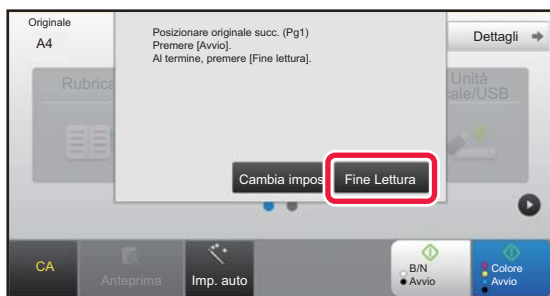 Originale
A4
Posizionare originale succ. (Pg1)
Premere [Avvio].
Al termine, premere [Fine lettura].
Dettagli
Rubrica
Unità
cale/USB
Cambia impos
Fine Lettura
CA
Anteprima
Imp. auto
B/N
Avvio
Colore
Avvio